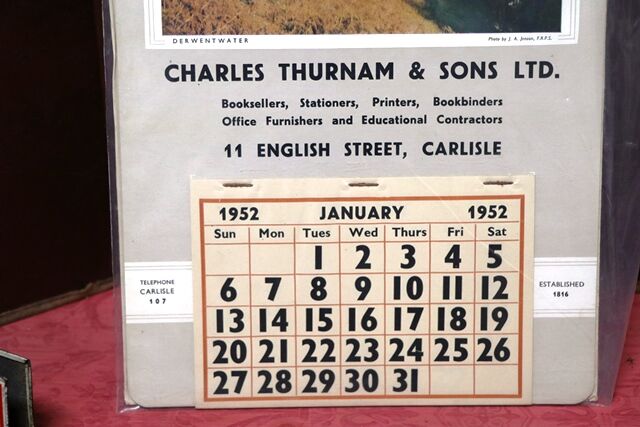 DERWENTWATER
Photo by J. A. Jensen, F.R.P.S.
CHARLES THURNAM & SONS LTD.
Booksellers, Stationers, Printers, Bookbinders
Office Furnishers and Educational Contractors
11 ENGLISH STREET, CARLISLE
TELEPHONE
CARLISLE
107
1952 JANUARY 1952
Sun Mon Tues Wed Thurs Fri Sat
1 2 3 4 5
6 7 8 9 10 11 12
13 14 15 16 17 18 19
20 21 22 23 24 25 26
27 28 29 30 31
ESTABLISHED
1816